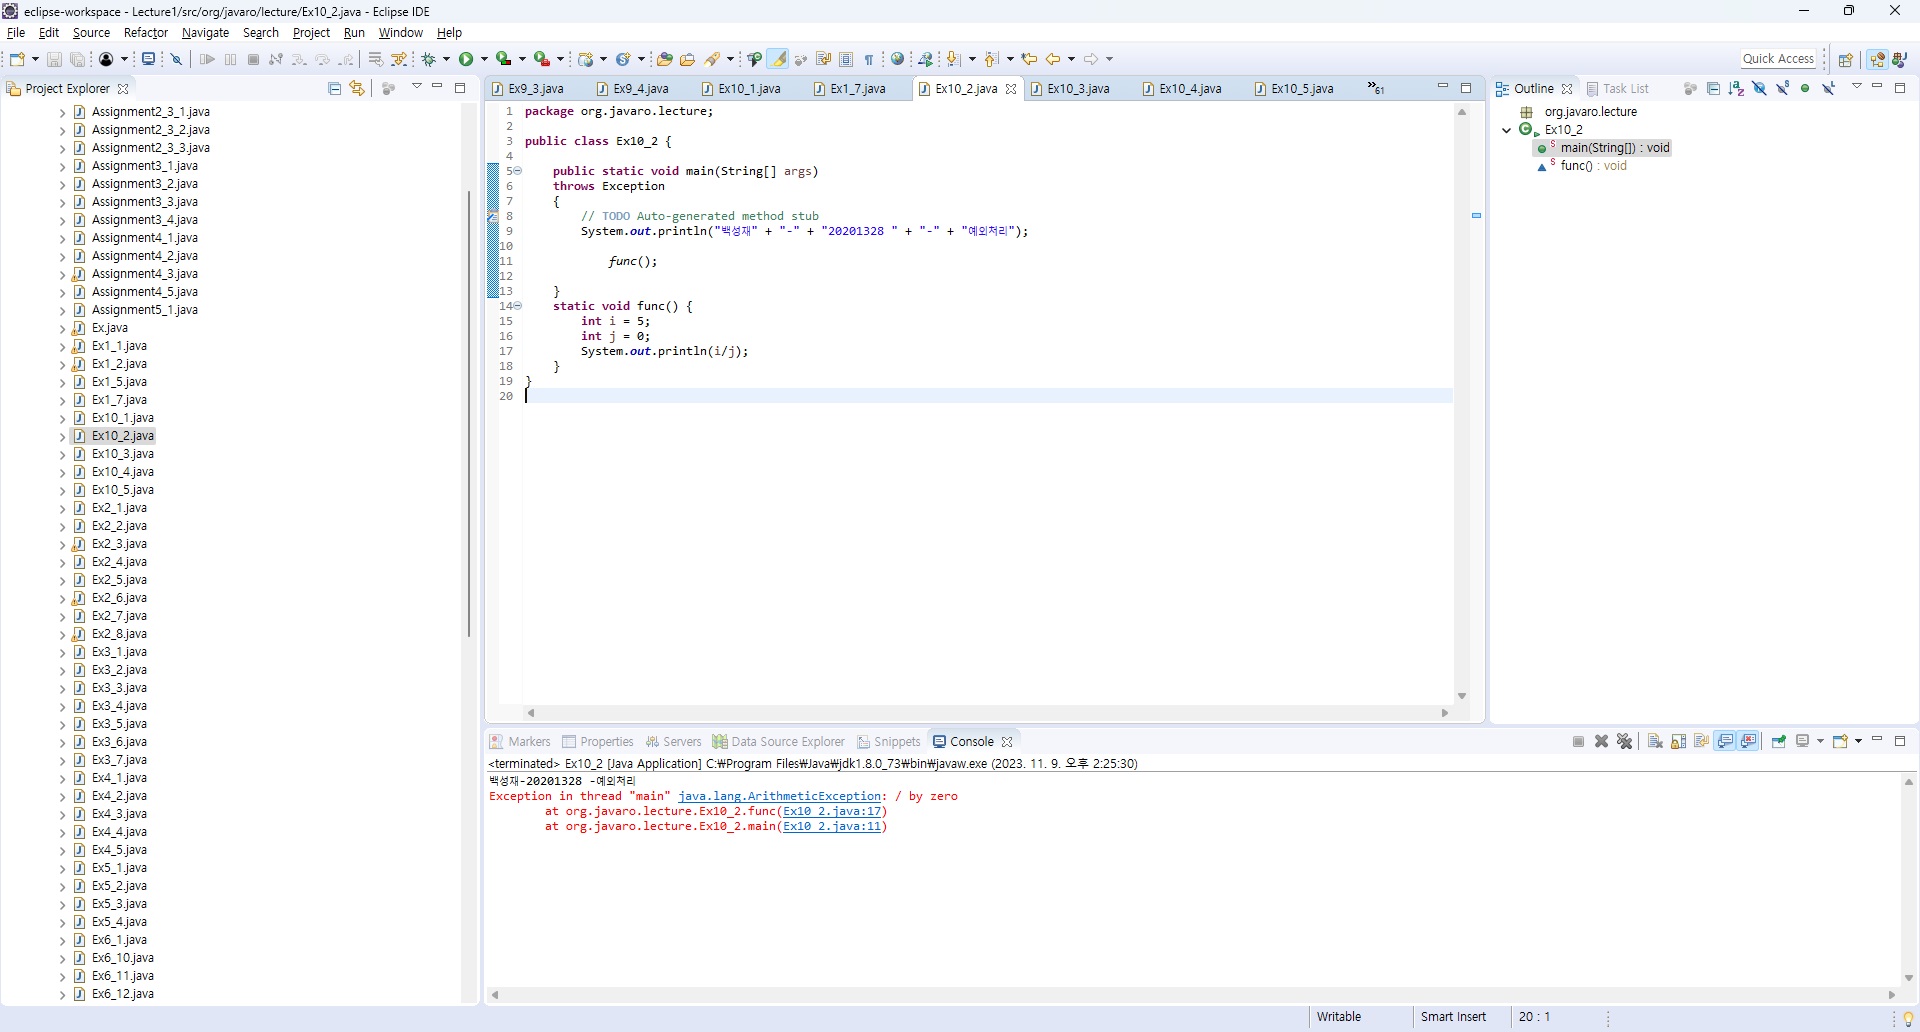 eclipse-workspace - Lecture1/src/org/javaro/lecture/Ex10_2.java - Eclipse IDE
File Edit Source Refactor Navigate Search Project Run Window Help
Quick Access
Project Explorer
Assignment2_3_1.java
Assignment2_3_2.java
Assignment2_3_3.java
Assignment3_1.java
Assignment3_2.java
Assignment3_3.java
Assignment3_4.java
Assignment4_1.java
Assignment4_2.java
Assignment4_3.java
Assignment4_5.java
Assignment5_1.java
Ex.java
Ex1_1.java
Ex1_2.java
Ex1_5.java
Ex1_7.java
Ex10_1.java
Ex10_2.java
Ex10_3.java
Ex10_4.java
Ex10_5.java
Ex2_1.java
Ex2_2.java
Ex2_3.java
Ex2_4.java
Ex2_5.java
Ex2_6.java
Ex2_7.java
Ex2_8.java
Ex3_1.java
Ex3_2.java
Ex3_3.java
Ex3_4.java
Ex3_5.java
Ex3_6.java
Ex3_7.java
Ex4_1.java
Ex4_2.java
Ex4_3.java
Ex4_4.java
Ex4_5.java
Ex5_1.java
Ex5_2.java
Ex5_3.java
Ex5_4.java
Ex6_1.java
Ex6_10.java
Ex6_11.java
Ex6_12.java
Ex9_3.java Ex9_4.java Ex10_1.java Ex1_7.java Ex10_2.java Ex10_3.java Ex10_4.java Ex10_5.java »61
1 package org.javaro.lecture;
2
3 public class Ex10_2 {
4
5 public static void main(String[] args)
6 throws Exception
7 {
8 // TODO Auto-generated method stub
9 System.out.println("백성재" + "-" + "20201328 " + "-" + "예외처리");
10
11 func();
12
13 }
14 static void func() {
15 int i = 5;
16 int j = 0;
17 System.out.println(i/j);
18 }
19 }
20
Outline Task List
org.javaro.lecture
Ex10_2
main(String[]) : void
func() : void
Markers Properties Servers Data Source Explorer Snippets Console
<terminated> Ex10_2 [Java Application] C:₩Program Files₩Java₩jdk1.8.0_73₩bin₩javaw.exe (2023. 11. 9. 오후 2:25:30)
백성재-20201328 -예외처리
Exception in thread "main" java.lang.ArithmeticException: / by zero
at org.javaro.lecture.Ex10_2.func(Ex10_2.java:17)
at org.javaro.lecture.Ex10_2.main(Ex10_2.java:11)
Writable Smart Insert 20 : 1